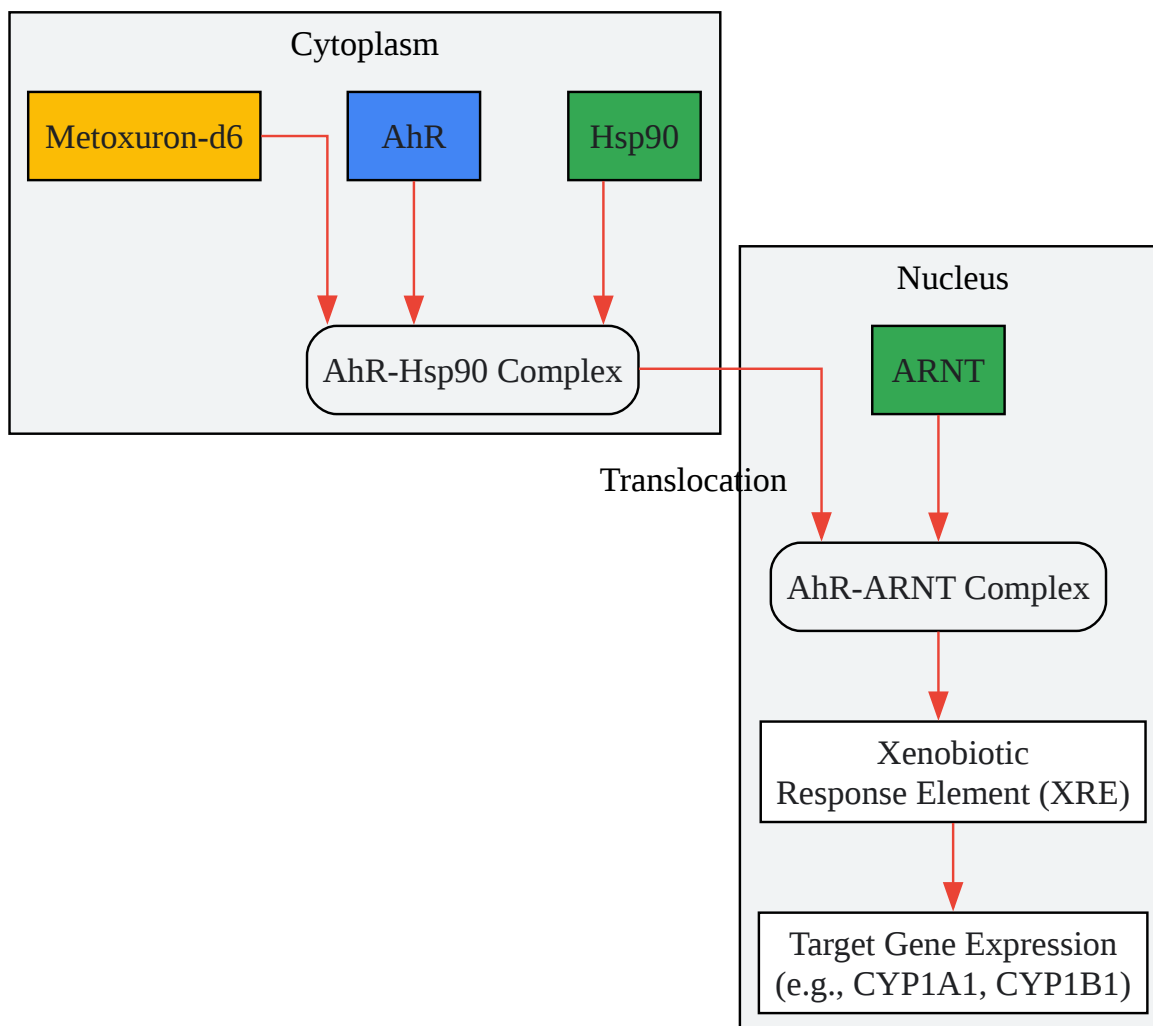 Cytoplasm
Metoxuron-d6
AhR
Hsp90
AhR-Hsp90 Complex
Translocation
Nucleus
ARNT
AhR-ARNT Complex
Xenobiotic
Response Element (XRE)
Target Gene Expression
(e.g., CYP1A1, CYP1B1)